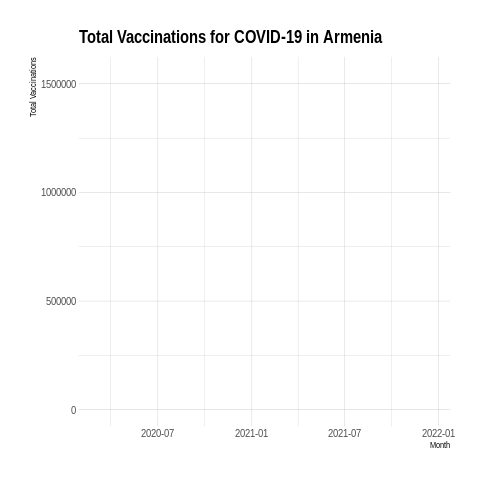 Total Vaccinations for COVID-19 in Armenia
Total Vaccinations
1500000
1000000
500000
0
2020-07 2021-01 2021-07 2022-01
Month